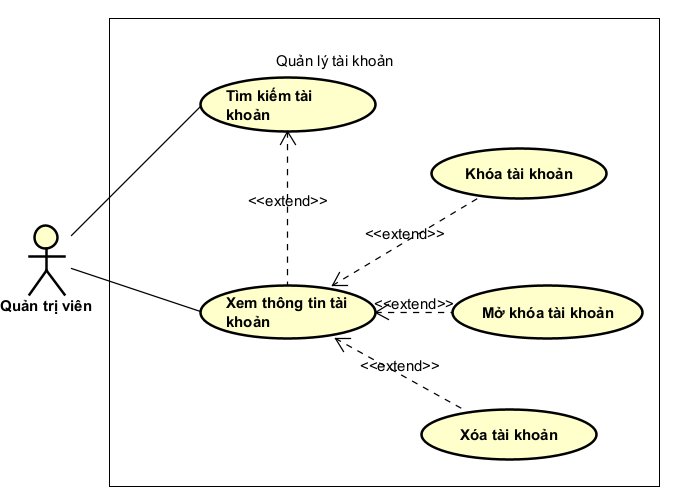 Quản lý tài khoản
Tìm kiếm tài
khoản
Khóa tài khoản
<<extend>>
<<extend>>
Quản trị viên
Xem thông tin tài
khoản
<<extend>>
Mở khóa tài khoản
<<extend>>
Xóa tài khoản